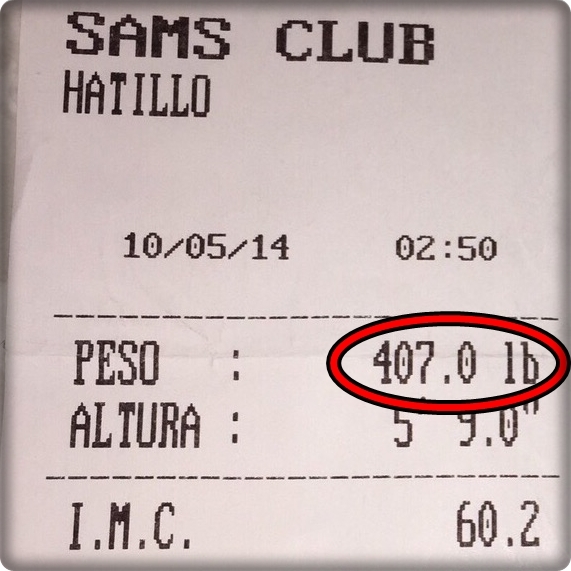 SAMS CLUB
HATILLO
10/05/14 02:50
PESO : 407.0 lb
ALTURA : 5' 9.0"
I.M.C. 60.2